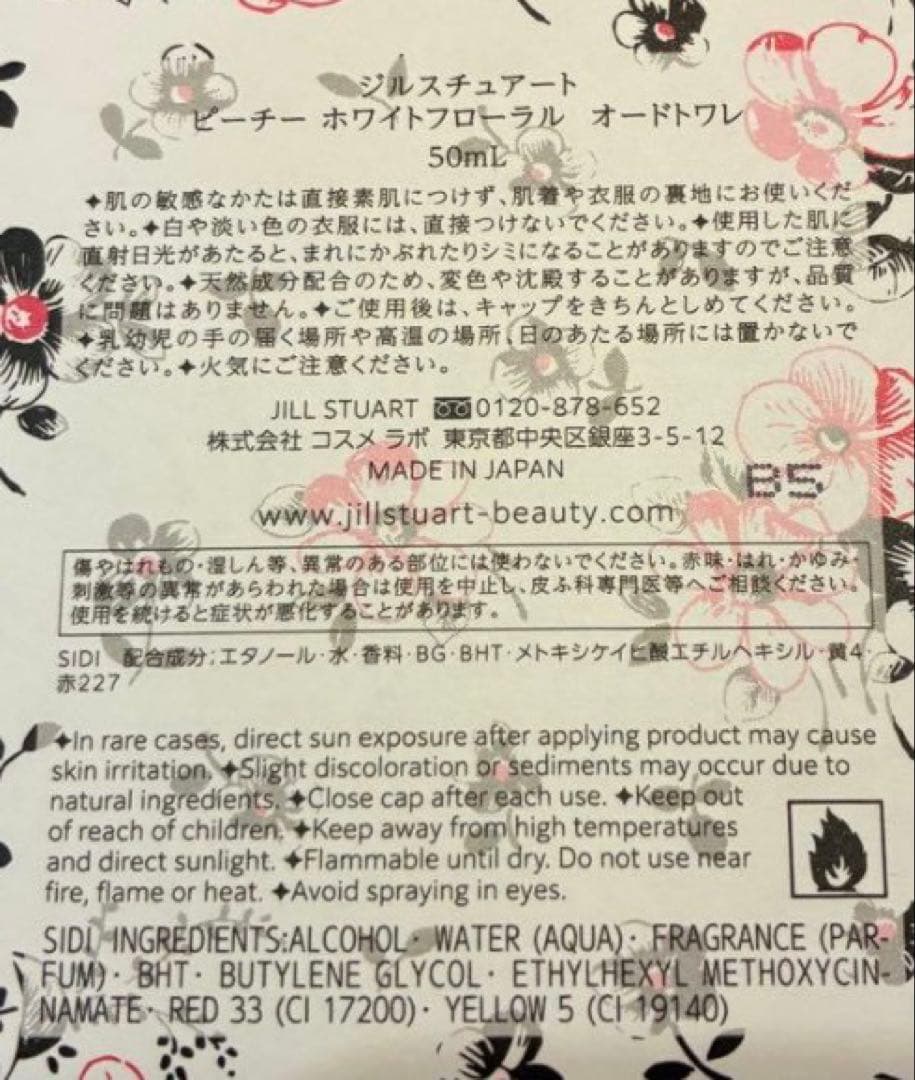 ジルスチュアート
ピーチー ホワイトフローラル オードトワレ
50mL
✦肌の敏感なかたは直接素肌につけず、肌着や衣服の裏地にお使いくだ
さい。✦白や淡い色の衣服には、直接つけないでください。✦使用した肌に
直射日光があたると、まれにかぶれたりシミになることがありますのでご注意
ください。✦天然成分配合のため、変色や沈殿することがありますが、品質
に問題はありません。✦ご使用後は、キャップをきちんとしめてください。
✦乳幼児の手の届く場所や高温の場所、日のあたる場所には置かないで
ください。✦火気にご注意ください。
JILL STUART 0120-878-652
株式会社 コスメ ラボ 東京都中央区銀座3-5-12
MADE IN JAPAN
B5
www.jillstuart-beauty.com
傷やはれもの・湿しん等、異常のある部位には使わないでください。赤味・はれ・かゆみ・
刺激等の異常があらわれた場合は使用を中止し、皮ふ科専門医等へご相談ください。
使用を続けると症状が悪化することがあります。
SIDI 配合成分;エタノール・水・香料・BG・BHT・メトキシケイヒ酸エチルヘキシル・黄4・
赤227
✦In rare cases, direct sun exposure after applying product may cause
skin irritation. ✦Slight discoloration or sediments may occur due to
natural ingredients. ✦Close cap after each use. ✦Keep out
of reach of children. ✦Keep away from high temperatures
and direct sunlight. ✦Flammable until dry. Do not use near
fire, flame or heat. ✦Avoid spraying in eyes.
SIDI INGREDIENTS:ALCOHOL・WATER (AQUA)・FRAGRANCE (PAR-
FUM)・BHT・BUTYLENE GLYCOL・ETHYLHEXYL METHOXYCIN-
NAMATE・RED 33 (CI 17200)・YELLOW 5 (CI 19140)